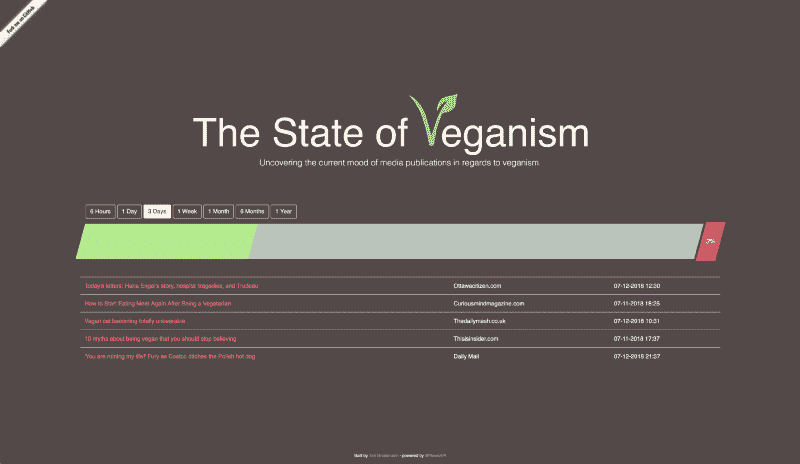 Fork me on GitHub
The State of Veganism
Uncovering the current mood of media publications in regards to veganism.
6 Hours 1 Day 3 Days 1 Week 1 Month 6 Months 1 Year
Today's letters: Hana Engel's story, hospital tragedies, and Trudeau Ottawacitizen.com 07-12-2018 12:30
How to Start Eating Meat Again After Being a Vegetarian Curiousmindmagazine.com 07-11-2018 18:25
Vegan cat becoming totally unbearable Thedailymash.co.uk 07-12-2018 10:31
10 myths about being vegan that you should stop believing Thisisinsider.com 07-11-2018 17:37
'You are ruining my life!' Fury as Costco ditches the Polish hot dog Daily Mail 07-12-2018 21:37
Built by powered by